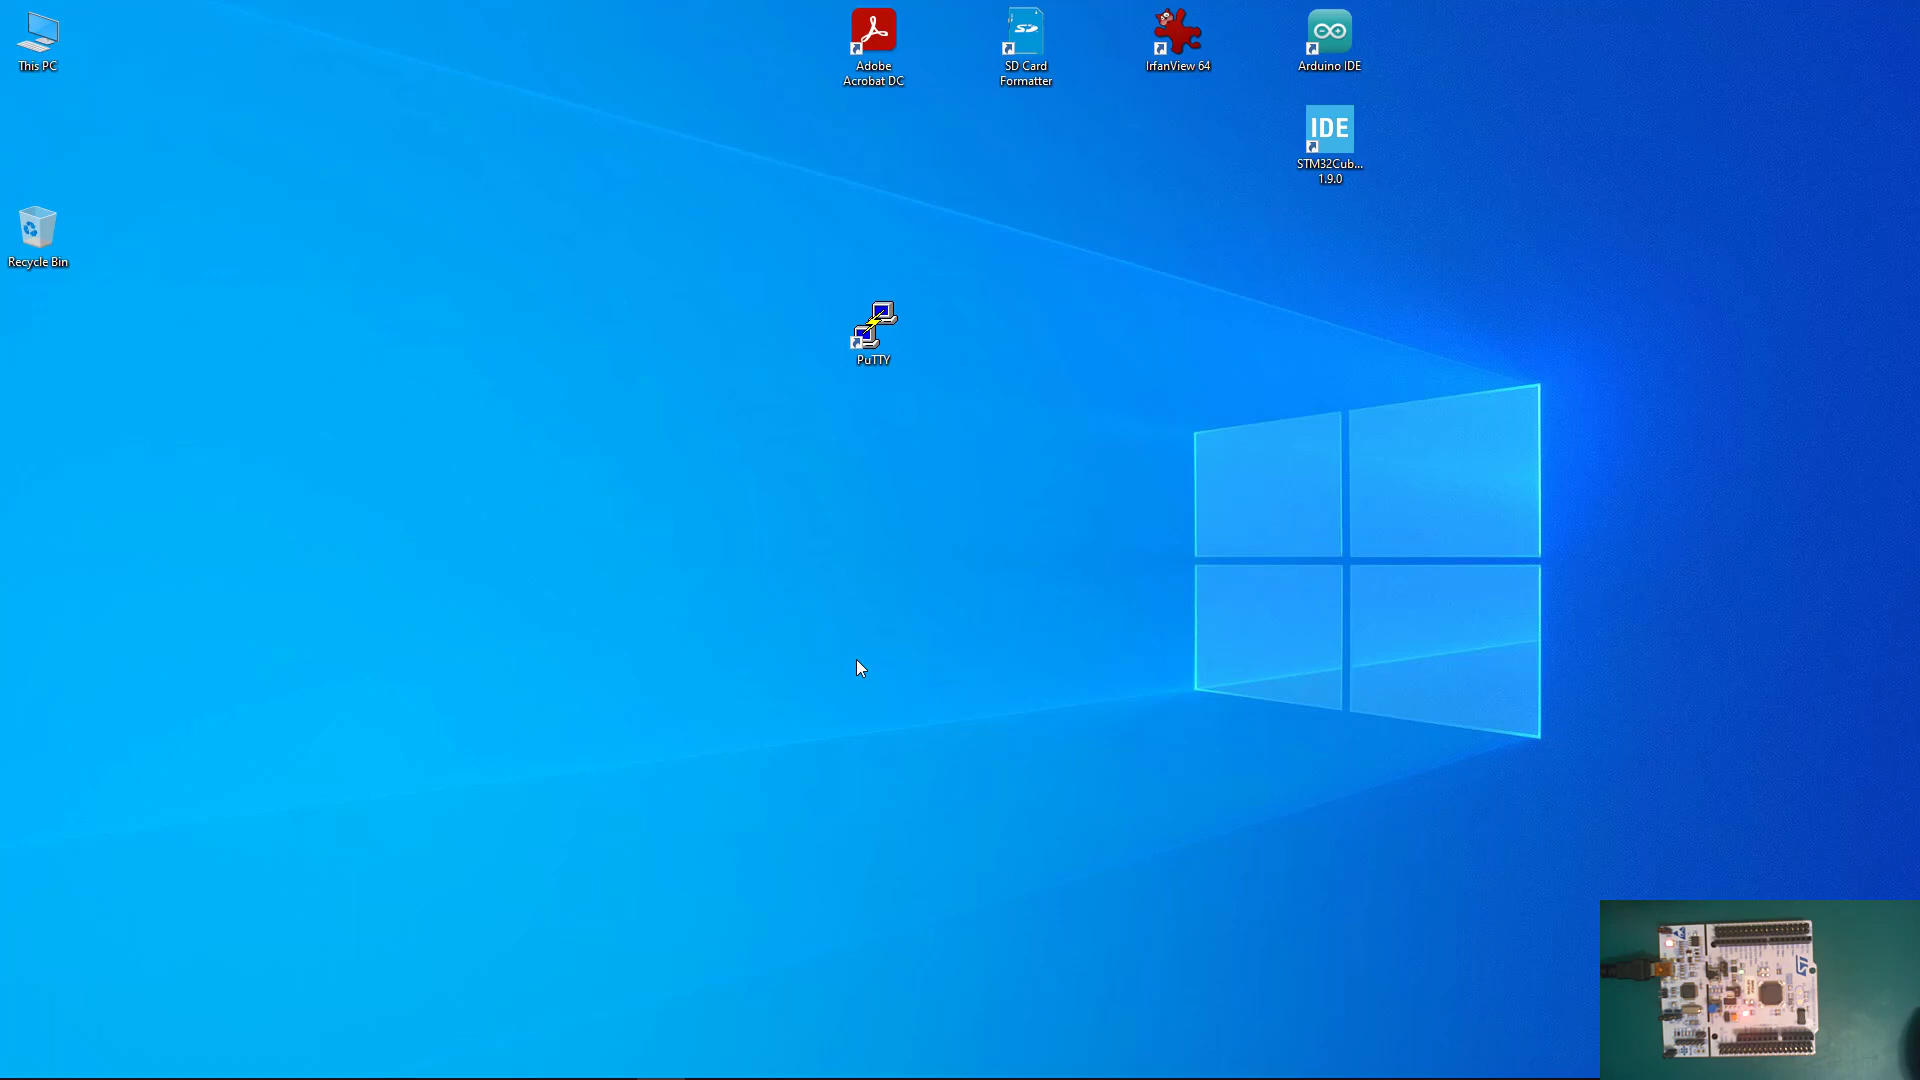 This PC
Adobe
Acrobat DC
SD
SD Card
Formatter
IrfanView 64
Arduino IDE
IDE
STM32Cub...
1.9.0
Recycle Bin
PuTTY